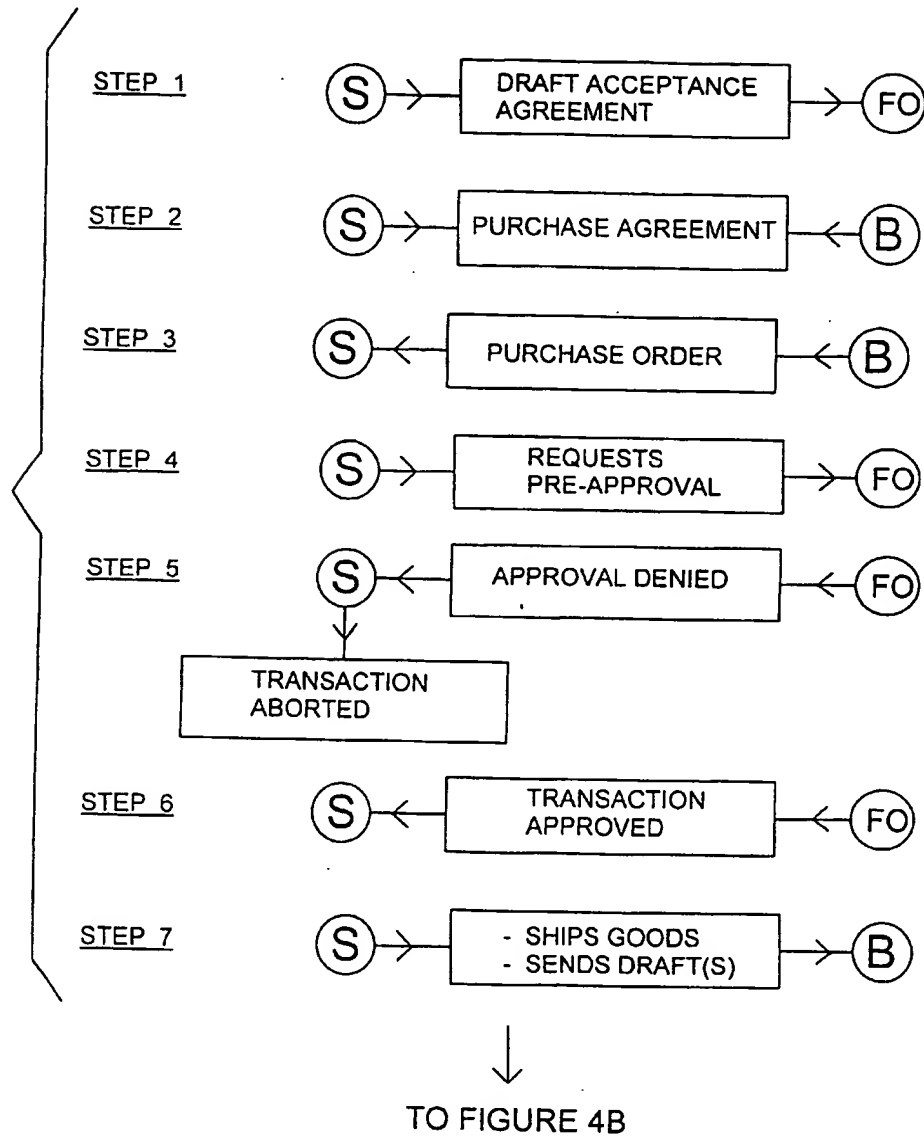 STEP 1
S
DRAFT ACCEPTANCE
AGREEMENT
FO
STEP 2
S
PURCHASE AGREEMENT
B
STEP 3
S
PURCHASE ORDER
B
STEP 4
S
REQUESTS
PRE-APPROVAL
FO
STEP 5
S
APPROVAL DENIED
FO
TRANSACTION
ABORTED
STEP 6
S
TRANSACTION
APPROVED
FO
STEP 7
S
- SHIPS GOODS
- SENDS DRAFT(S)
B
TO FIGURE 4B